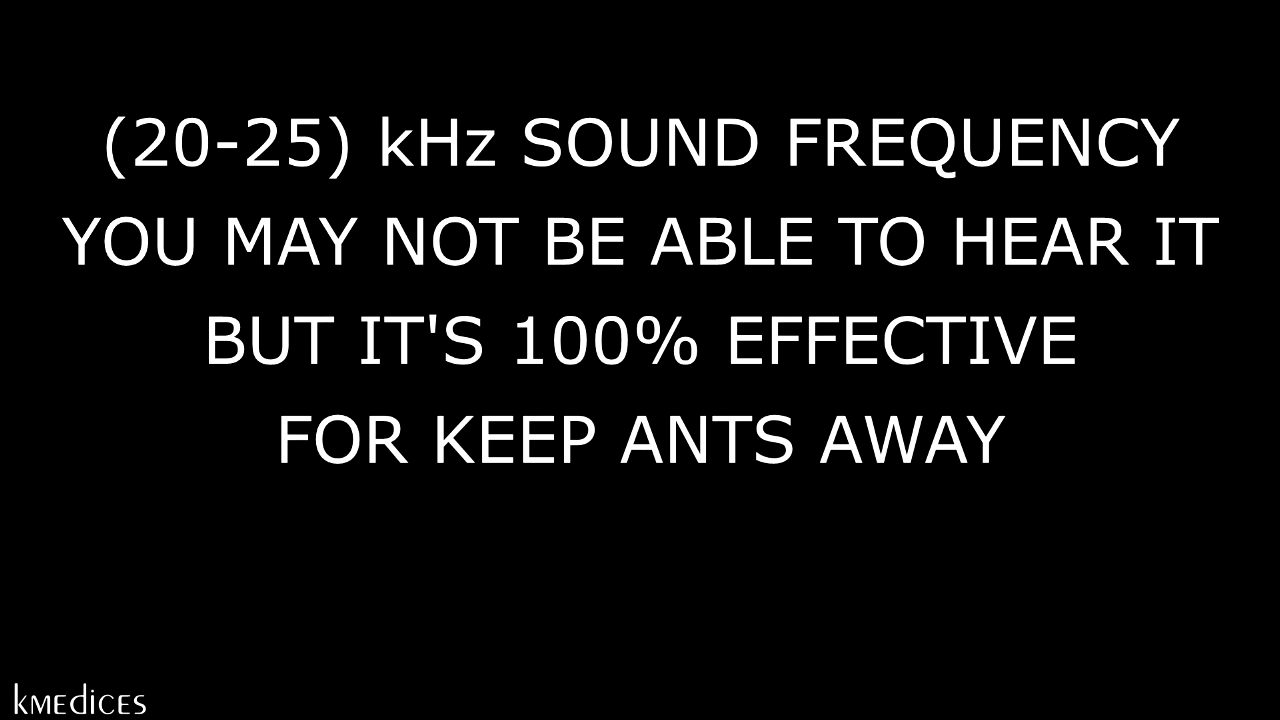 (20-25) kHz SOUND FREQUENCY
YOU MAY NOT BE ABLE TO HEAR IT
BUT IT'S 100% EFFECTIVE
FOR KEEP ANTS AWAY
kMEdiCES